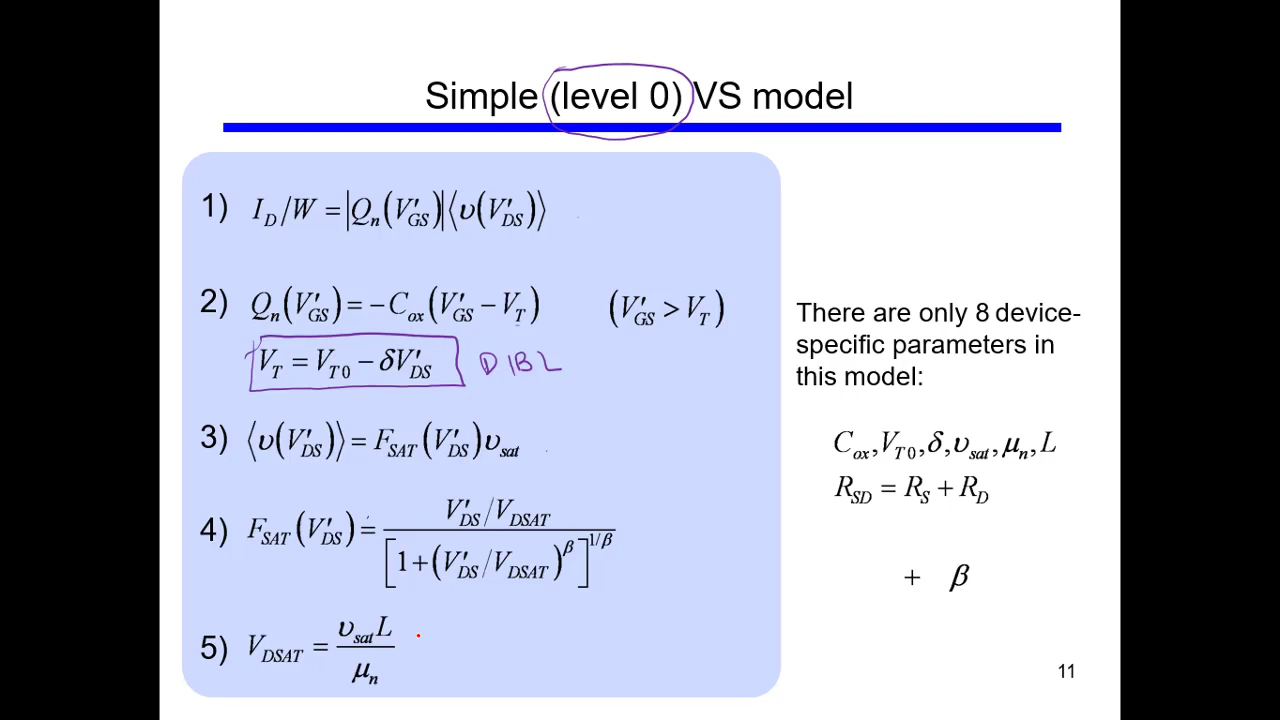 Simple (level 0) VS model
1) I_D/W = |Q_n(V′_GS)|⟨υ(V′_DS)⟩
2) Q_n(V′_GS) = −C_ox(V′_GS − V_T) (V′_GS > V_T)
V_T = V_T0 − δV′_DS DIBL
3) ⟨υ(V′_DS)⟩ = F_SAT(V′_DS)υ_sat
4) F_SAT(V′_DS) = (V′_DS/V_DSAT) / [1 + (V′_DS/V_DSAT)^β]^1/β
5) V_DSAT = υ_sat L / μ_n
There are only 8 device-
specific parameters in
this model:
C_ox, V_T0, δ, υ_sat, μ_n, L
R_SD = R_S + R_D
+ β
11